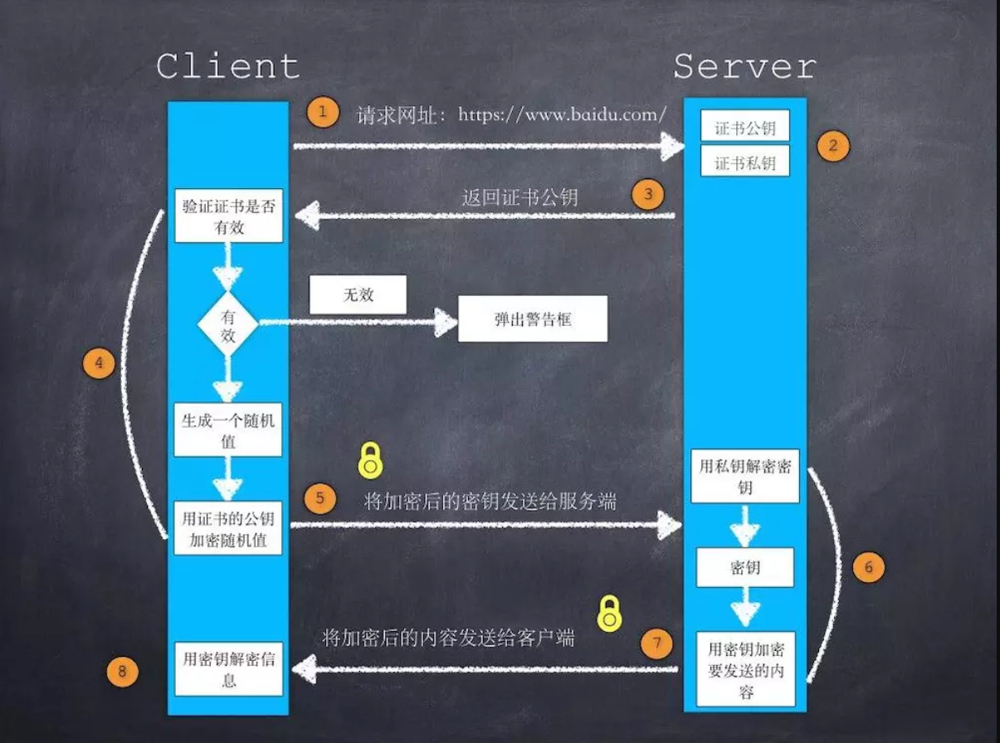 Client
Server
1
请求网址：https://www.baidu.com/
证书公钥
证书私钥
2
返回证书公钥
3
验证证书是否
有效
无效
弹出警告框
有
效
4
生成一个随机
值
用证书的公钥
加密随机值
5
将加密后的密钥发送给服务端
用私钥解密密
钥
密钥
6
用密钥加密
要发送的内
容
7
将加密后的内容发送给客户端
用密钥解密信
息
8